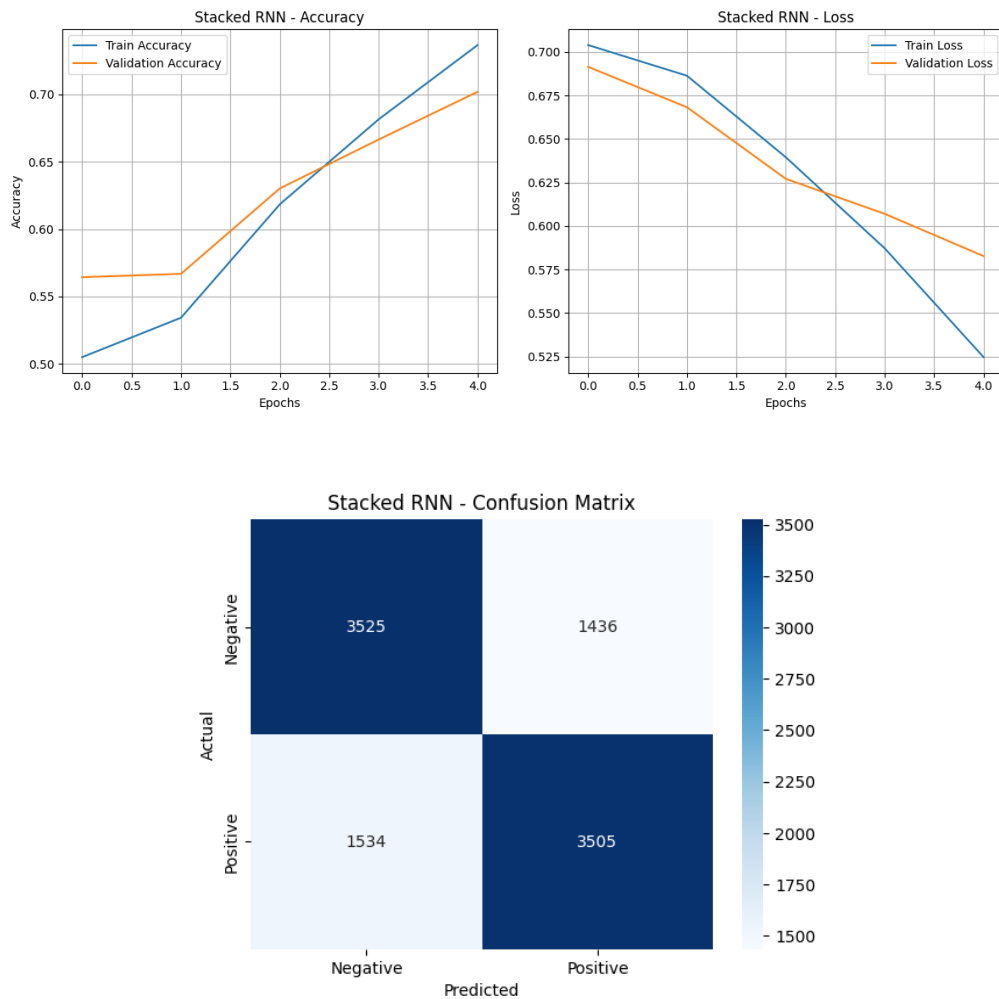 Stacked RNN - Accuracy
Train Accuracy
Validation Accuracy
0.70
0.65
0.60
0.55
0.50
Accuracy
0.0 0.5 1.0 1.5 2.0 2.5 3.0 3.5 4.0
Epochs
Stacked RNN - Loss
Train Loss
Validation Loss
0.700
0.675
0.650
0.625
0.600
0.575
0.550
0.525
Loss
0.0 0.5 1.0 1.5 2.0 2.5 3.0 3.5 4.0
Epochs
Stacked RNN - Confusion Matrix
Actual
Negative
3525 1436
Positive
1534 3505
Negative Positive
Predicted
3500
3250
3000
2750
2500
2250
2000
1750
1500